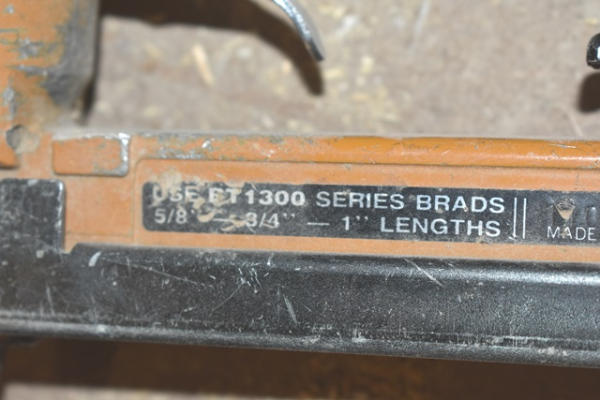 USE ET1300 SERIES BRADS
5/8" — 3/4" — 1" LENGTHS
MADE